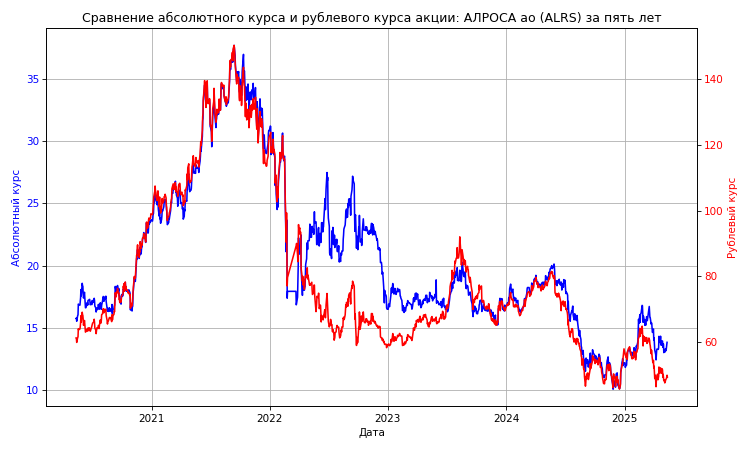 Сравнение абсолютного курса и рублевого курса акции: АЛРОСА ао (ALRS) за пять лет
35
30
25
20
15
10
Абсолютный курс
140
120
100
80
60
Рублевый курс
2021 2022 2023 2024 2025
Дата